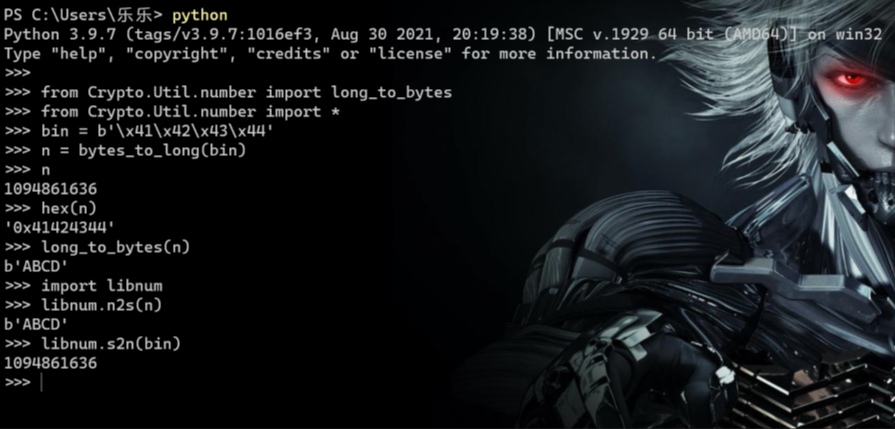 PS C:\Users\乐乐> python
Python 3.9.7 (tags/v3.9.7:1016ef3, Aug 30 2021, 20:19:38) [MSC v.1929 64 bit (AMD64)] on win32
Type "help", "copyright", "credits" or "license" for more information.
>>>
>>> from Crypto.Util.number import long_to_bytes
>>> from Crypto.Util.number import *
>>> bin = b'\x41\x42\x43\x44'
>>> n = bytes_to_long(bin)
>>> n
1094861636
>>> hex(n)
'0x41424344'
>>> long_to_bytes(n)
b'ABCD'
>>> import libnum
>>> libnum.n2s(n)
b'ABCD'
>>> libnum.s2n(bin)
1094861636
>>>